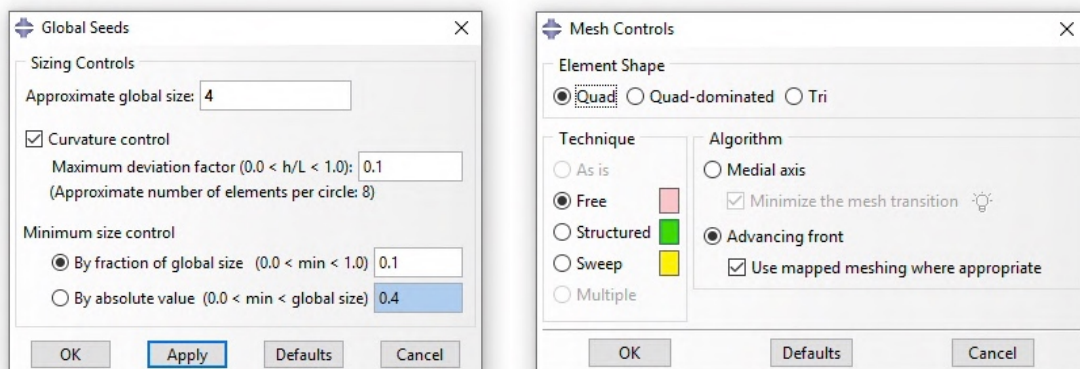 Global Seeds
Sizing Controls
Approximate global size: 4
Curvature control
Maximum deviation factor (0.0 < h/L < 1.0): 0.1
(Approximate number of elements per circle: 8)
Minimum size control
By fraction of global size (0.0 < min < 1.0) 0.1
By absolute value (0.0 < min < global size) 0.4
OK Apply Defaults Cancel
Mesh Controls
Element Shape
Quad Quad-dominated Tri
Technique
As is
Free
Structured
Sweep
Multiple
Algorithm
Medial axis
Minimize the mesh transition
Advancing front
Use mapped meshing where appropriate
OK Defaults Cancel